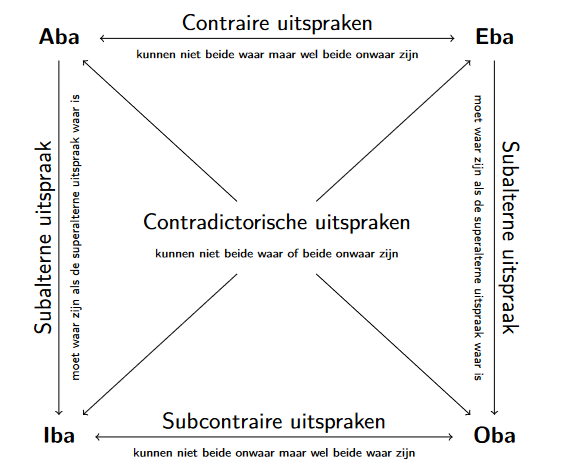 Contraire uitspraken
Aba
Eba
kunnen niet beide waar maar wel beide onwaar zijn
Subalterne uitspraak
moet waar zijn als de superalterne uitspraak waar is
Contradictorische uitspraken
kunnen niet beide waar of beide onwaar zijn
moet waar zijn als de superalterne uitspraak waar is
Subalterne uitspraak
Subcontraire uitspraken
Iba
Oba
kunnen niet beide onwaar maar wel beide waar zijn